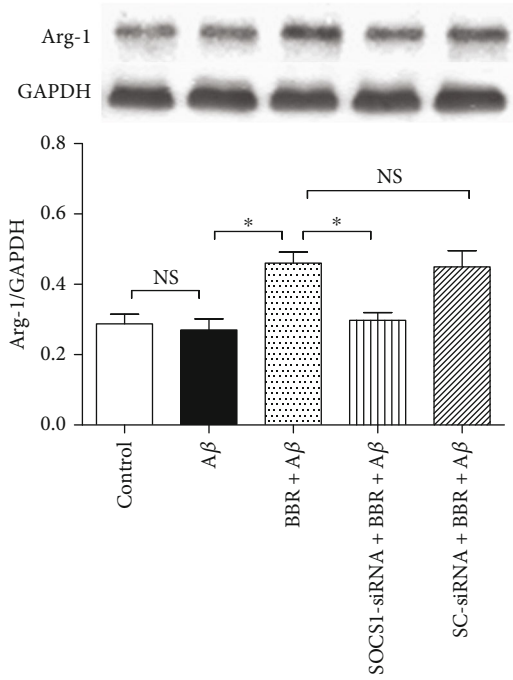 Arg-1
GAPDH
Arg-1/GAPDH
0.8
0.6
0.4
0.2
0.0
NS
*
*
NS
Control
Aβ
BBR + Aβ
SOCS1-siRNA + BBR + Aβ
SC-siRNA + BBR + Aβ